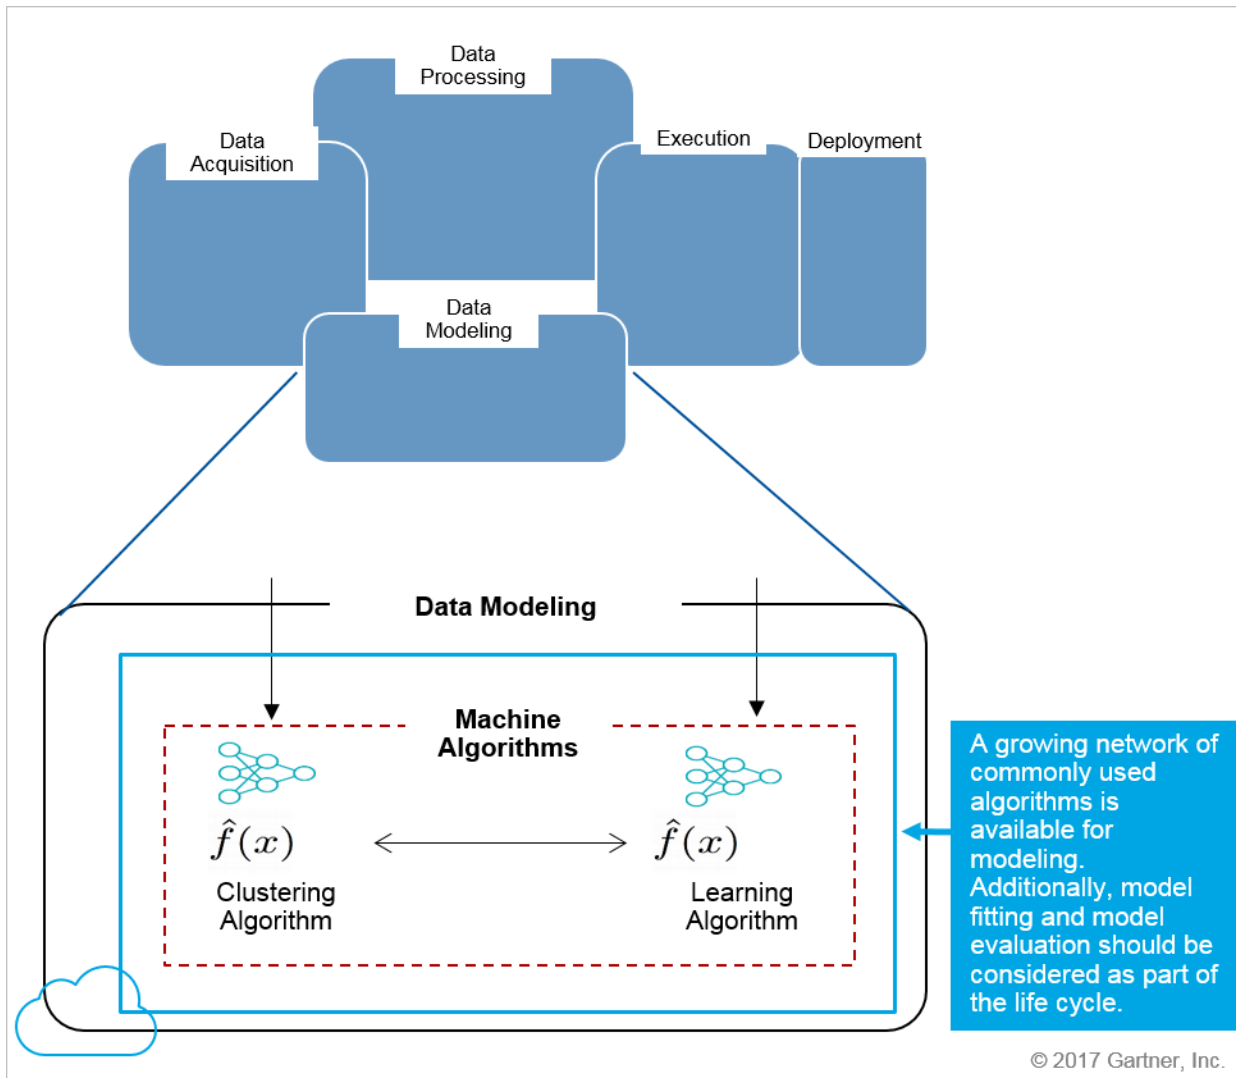 Data
Processing
Data
Acquisition
Execution
Deployment
Data
Modeling
Data Modeling
Machine
Algorithms
f̂(x)
f̂(x)
Clustering
Algorithm
Learning
Algorithm
A growing network of
commonly used
algorithms is
available for
modeling.
Additionally, model
fitting and model
evaluation should be
considered as part of
the life cycle.
© 2017 Gartner, Inc.